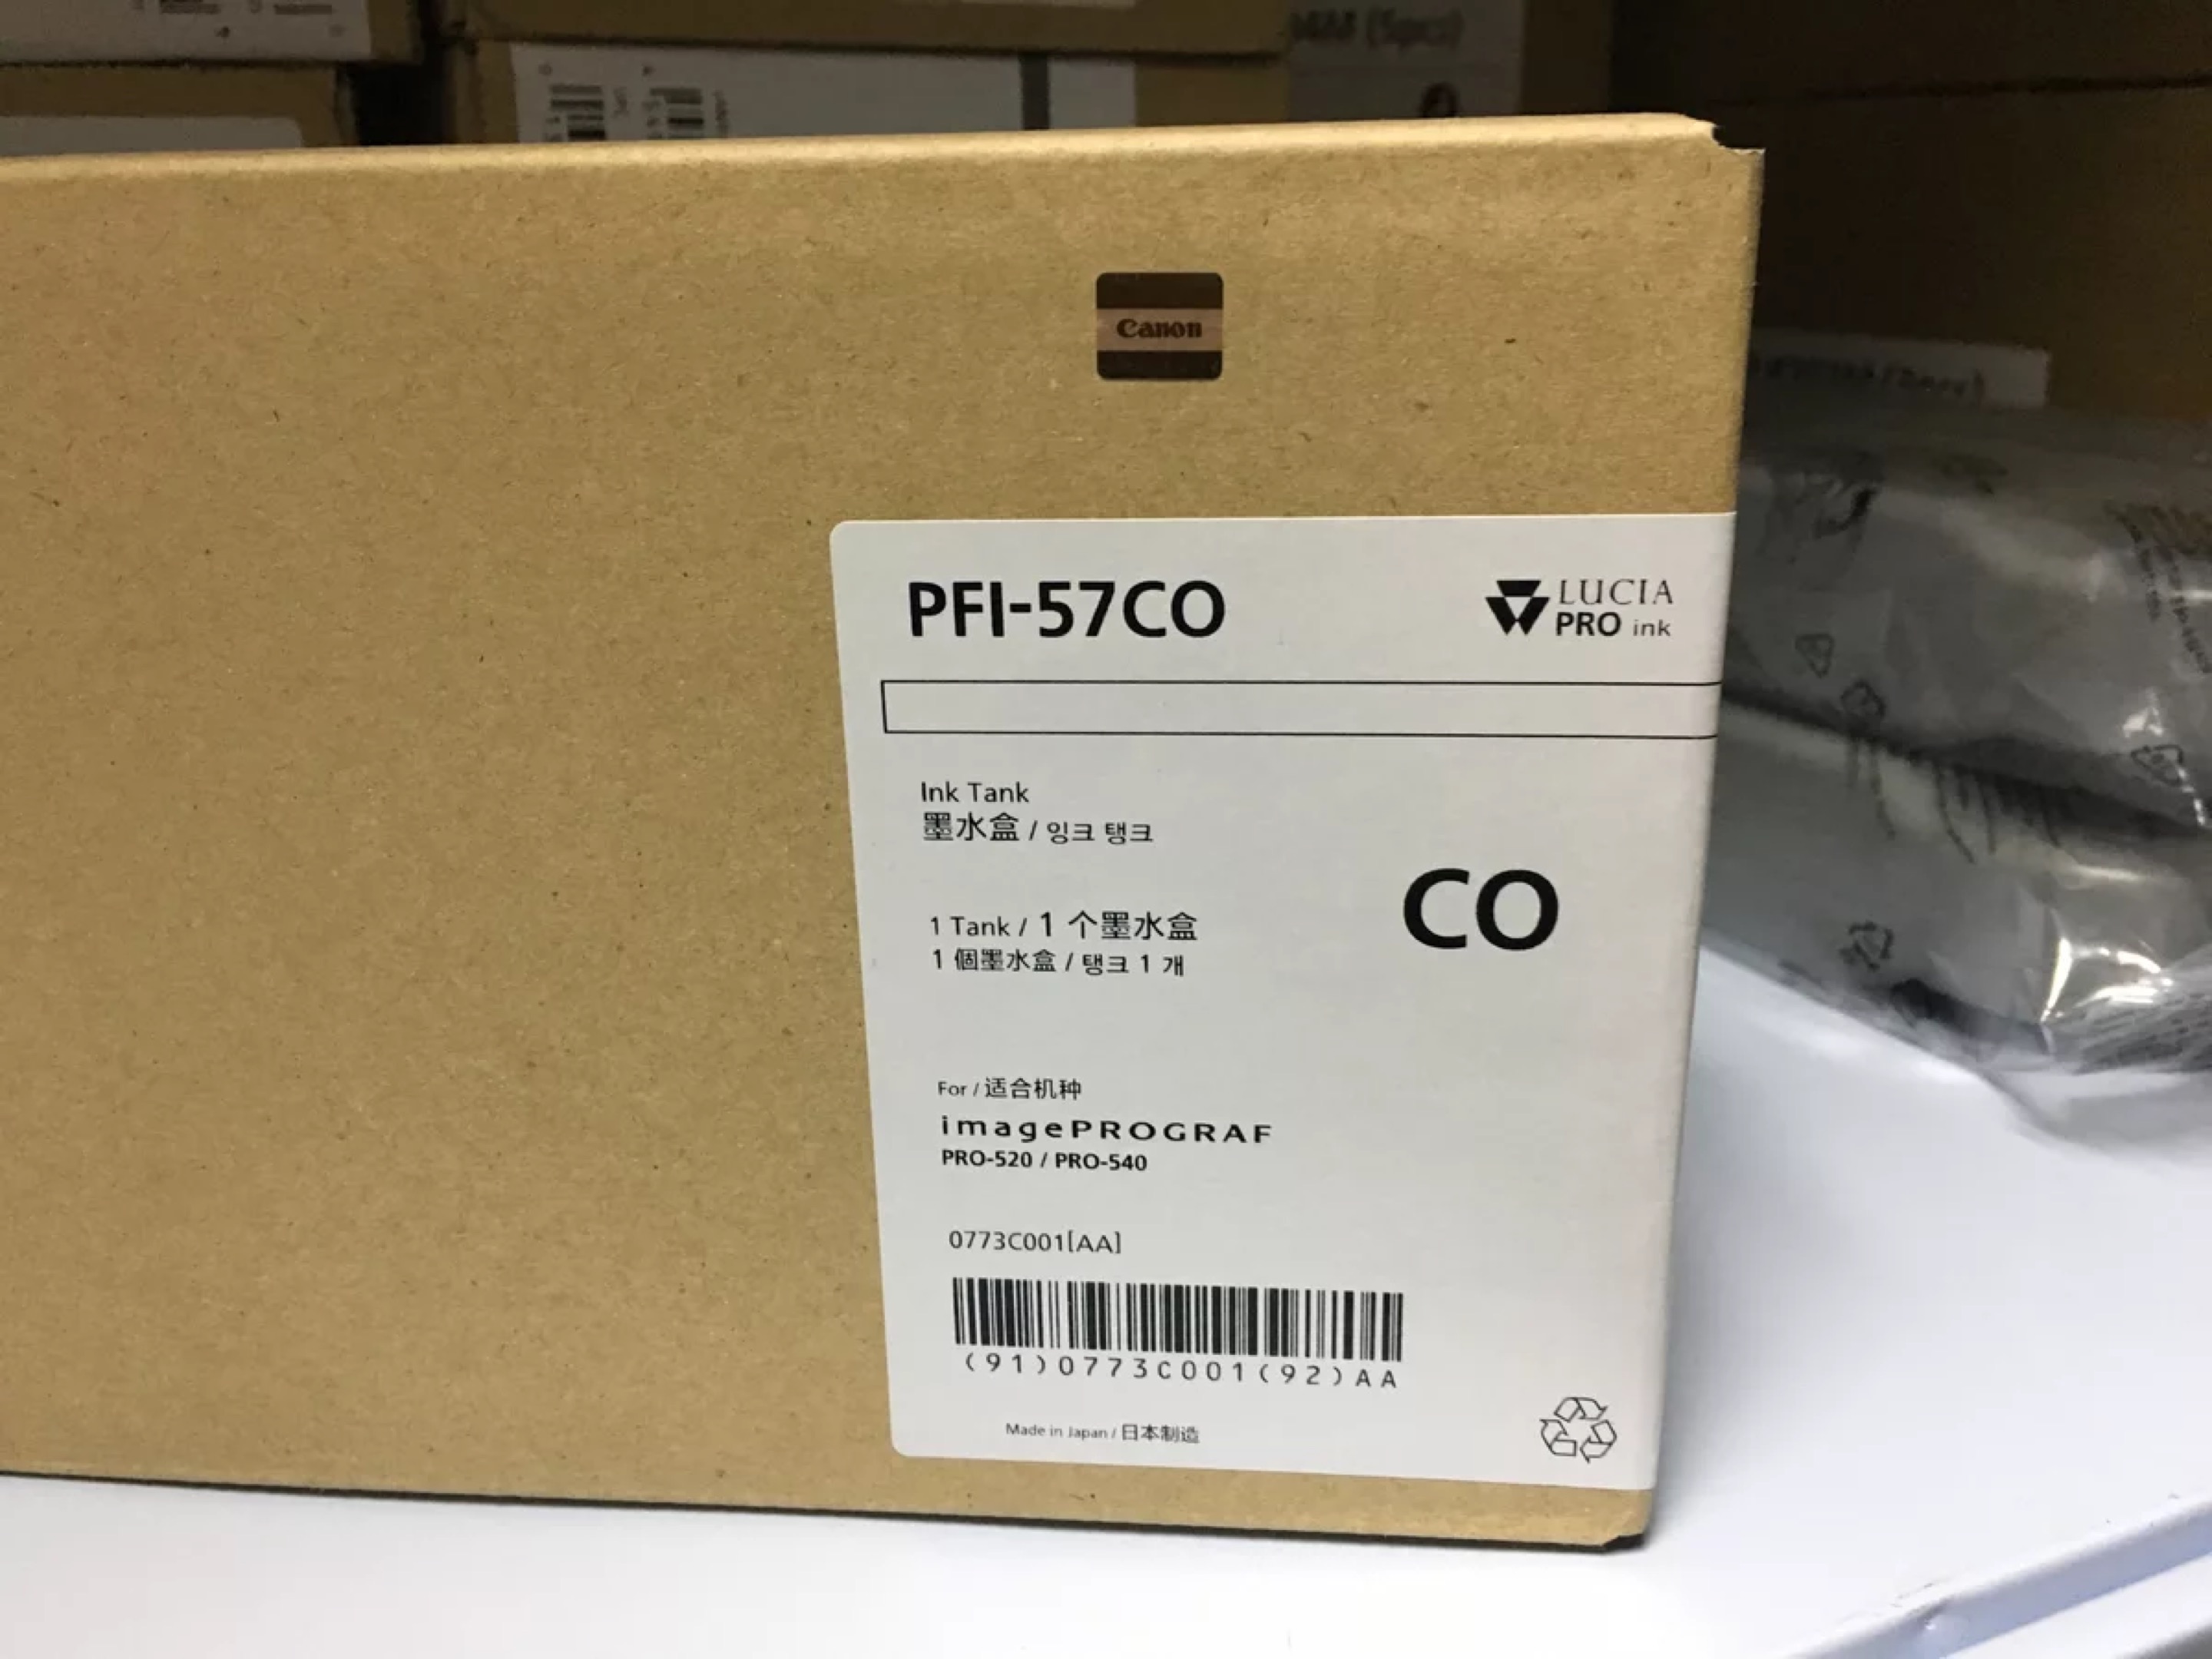 Canon
PFI-57CO
LUCIA
PRO ink
Ink Tank
墨水盒 / 잉크 탱크
CO
1 Tank / 1 个墨水盒
1 個墨水盒 / 탱크 1 개
For / 适合机种
imagePROGRAF
PRO-520 / PRO-540
0773C001[AA]
(91)0773C001(92)AA
Made in Japan / 日本制造